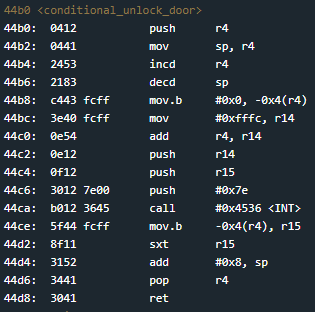 44b0 <conditional_unlock_door>
44b0: 0412 push r4
44b2: 0441 mov sp, r4
44b4: 2453 incd r4
44b6: 2183 decd sp
44b8: c443 fcff mov.b #0x0, -0x4(r4)
44bc: 3e40 fcff mov #0xfffc, r14
44c0: 0e54 add r4, r14
44c2: 0e12 push r14
44c4: 0f12 push r15
44c6: 3012 7e00 push #0x7e
44ca: b012 3645 call #0x4536 <INT>
44ce: 5f44 fcff mov.b -0x4(r4), r15
44d2: 8f11 sxt r15
44d4: 3152 add #0x8, sp
44d6: 3441 pop r4
44d8: 3041 ret